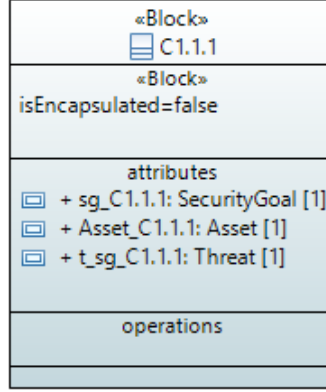 «Block»
C1.1.1
«Block»
isEncapsulated=false
attributes
+ sg_C1.1.1: SecurityGoal [1]
+ Asset_C1.1.1: Asset [1]
+ t_sg_C1.1.1: Threat [1]
operations